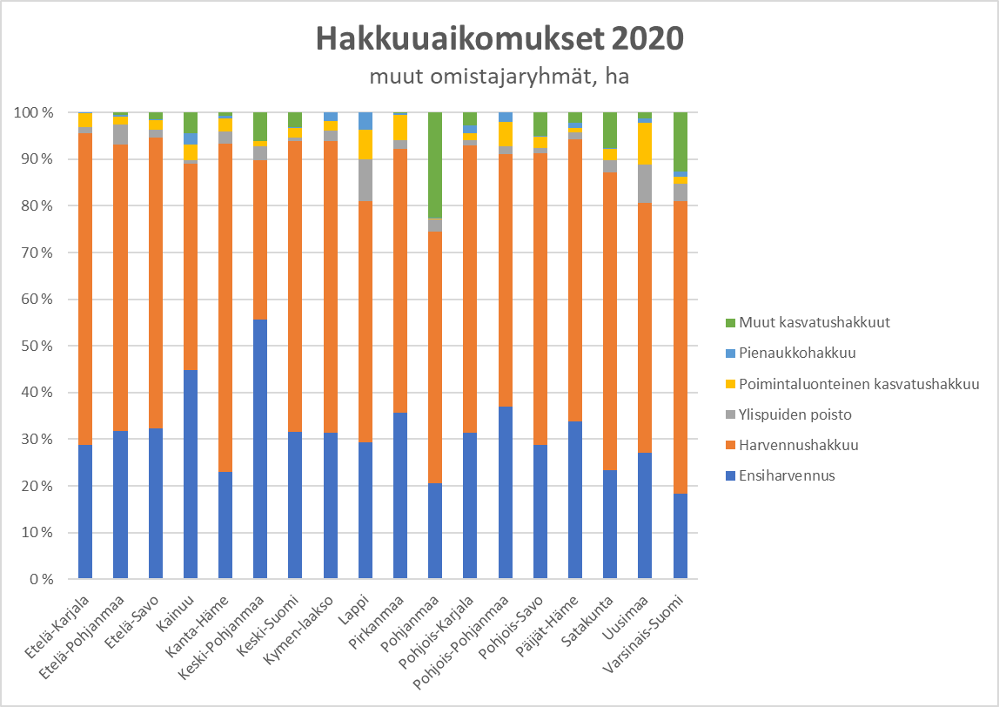 Hakkuuaikomukset 2020
muut omistajaryhmät, ha
100 %
90 %
80 %
70 %
60 %
50 %
40 %
30 %
20 %
10 %
0 %
Etelä-Karjala
Etelä-Pohjanmaa
Etelä-Savo
Kainuu
Kanta-Häme
Keski-Pohjanmaa
Keski-Suomi
Kymen-laakso
Lappi
Pirkanmaa
Pohjanmaa
Pohjois-Karjala
Pohjois-Pohjanmaa
Pohjois-Savo
Päijät-Häme
Satakunta
Uusimaa
Varsinais-Suomi
Muut kasvatushakkuut
Pienaukkohakkuu
Poimintaluonteinen kasvatushakkuu
Ylispuiden poisto
Harvennushakkuu
Ensiharvennus